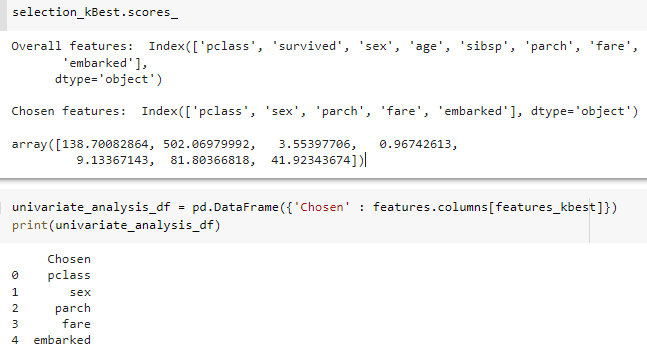 selection_kBest.scores_
Overall features:  Index(['pclass', 'survived', 'sex', 'age', 'sibsp', 'parch', 'fare',
       'embarked'],
      dtype='object')
Chosen features:  Index(['pclass', 'sex', 'parch', 'fare', 'embarked'], dtype='object')
array([138.70082864, 502.06979992,   3.55397706,   0.96742613,
         9.13367143,  81.80366818,  41.92343674])
univariate_analysis_df = pd.DataFrame({'Chosen' : features.columns[features_kbest]})
print(univariate_analysis_df)
     Chosen
0    pclass
1       sex
2     parch
3      fare
4  embarked